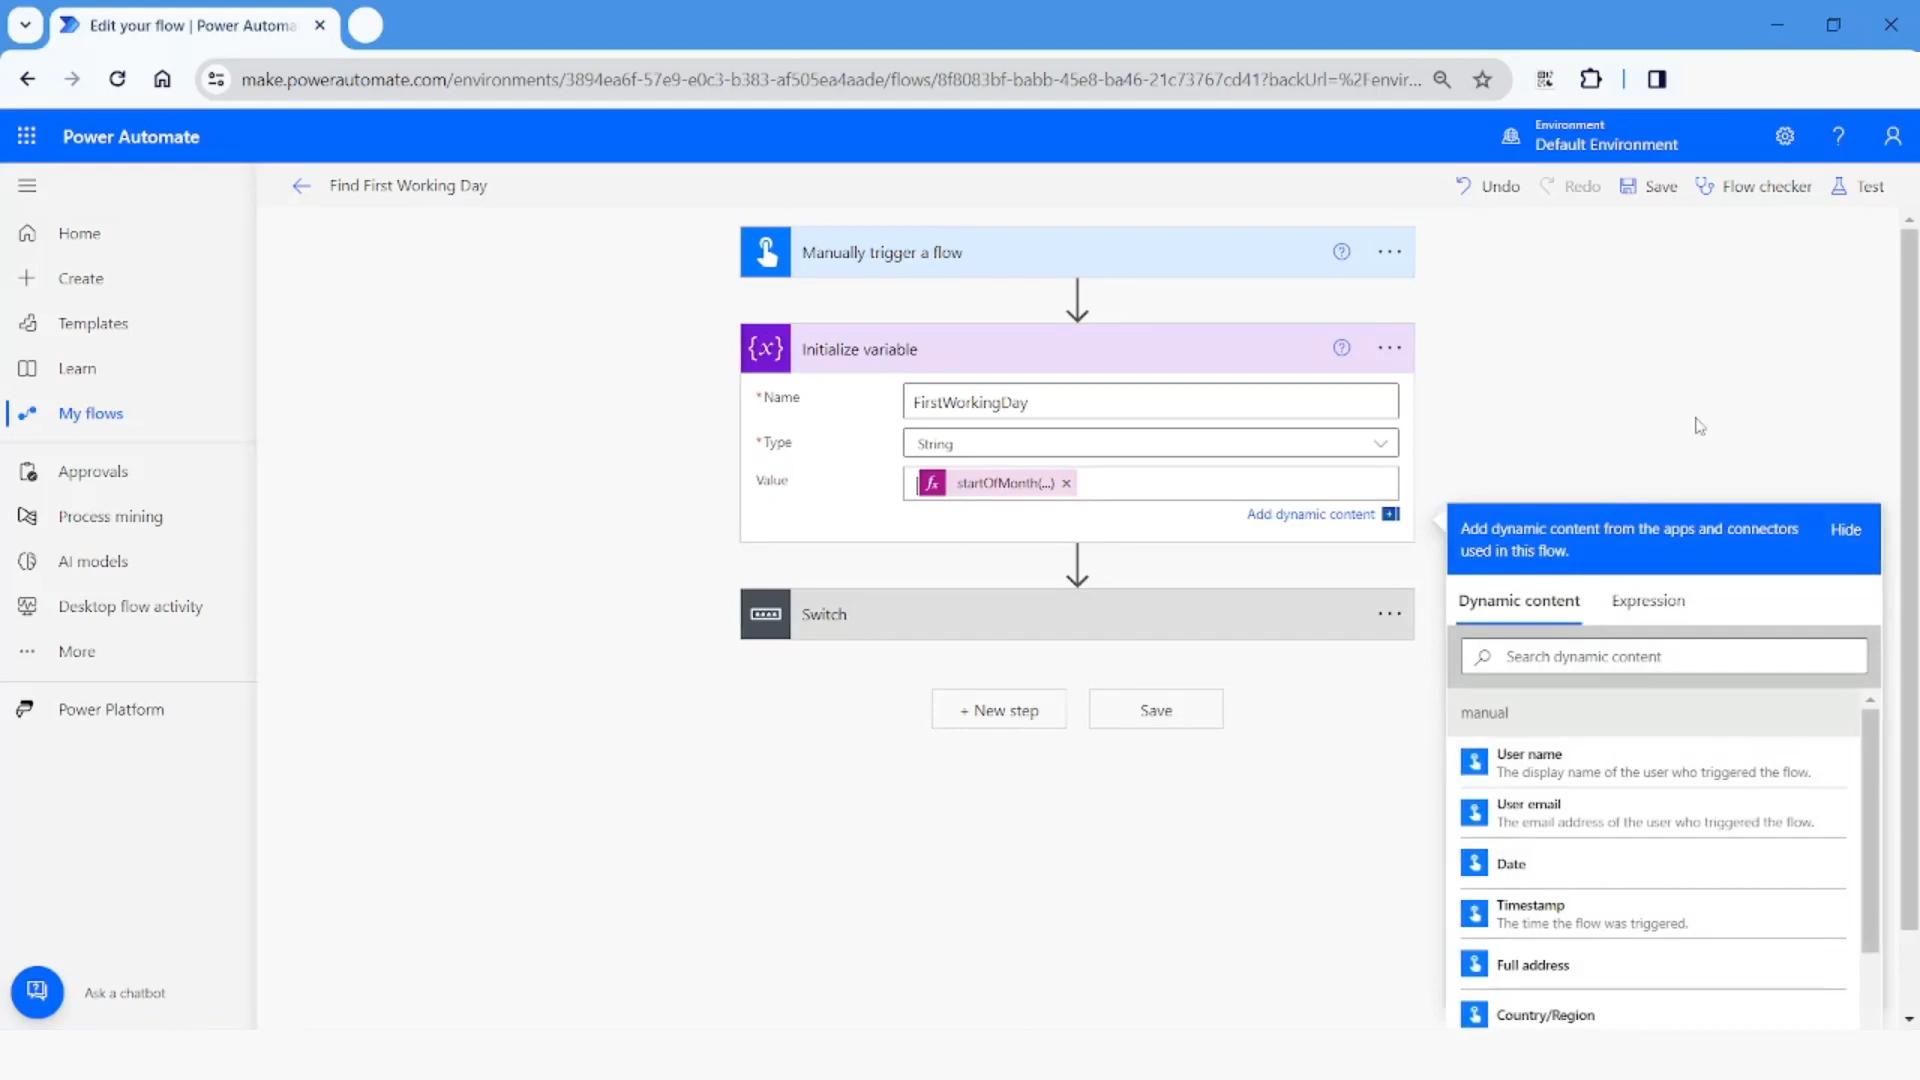 Edit your flow | Power Automa
make.powerautomate.com/environments/3894ea6f-57e9-e0c3-b383-af505ea4aade/flows/8f8083bf-babb-45e8-ba46-21c73767cd41?backUrl=%2Fenvir...
Power Automate
Environment
Default Environment
Find First Working Day
Undo
Redo
Save
Flow checker
Test
Home
Create
Templates
Learn
My flows
Approvals
Process mining
AI models
Desktop flow activity
More
Power Platform
Ask a chatbot
Manually trigger a flow
{x} Initialize variable
*Name
FirstWorkingDay
*Type
String
Value
fx startOfMonth(...) ×
Add dynamic content
Switch
+ New step
Save
Add dynamic content from the apps and connectors
used in this flow.
Hide
Dynamic content
Expression
Search dynamic content
manual
User name
The display name of the user who triggered the flow.
User email
The email address of the user who triggered the flow.
Date
Timestamp
The time the flow was triggered.
Full address
Country/Region